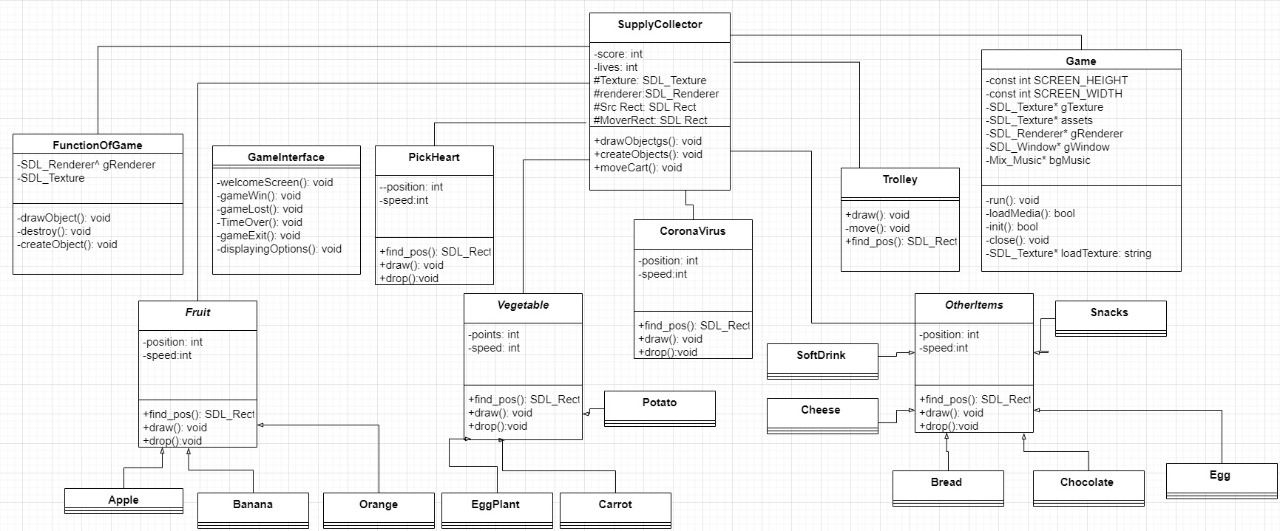 SupplyCollector
-score: int
-lives: int
#Texture: SDL_Texture
#renderer:SDL_Renderer
#Src Rect: SDL Rect
#MoverRect: SDL Rect
+drawObjectgs(): void
+createObjects(): void
+moveCart(): void
Game
-const int SCREEN_HEIGHT
-const int SCREEN_WIDTH
-SDL_Texture* gTexture
-SDL_Texture* assets
-SDL_Renderer* gRenderer
-SDL_Window* gWindow
-Mix_Music* bgMusic
-run(): void
-loadMedia(): bool
-init(): bool
-close(): void
-SDL_Texture* loadTexture: string
FunctionOfGame
-SDL_Renderer^ gRenderer
-SDL_Texture
-drawObject(): void
-destroy(): void
-createObject(): void
GameInterface
-welcomeScreen(): void
-gameWin(): void
-gameLost(): void
-TimeOver(): void
-gameExit(): void
-displayingOptions(): void
PickHeart
--position: int
-speed:int
+find_pos(): SDL_Rect
+draw(): void
+drop():void
Trolley
+draw(): void
-move(): void
+find_pos(): SDL_Rect
CoronaVirus
-position: int
-speed:int
+find_pos(): SDL_Rect
+draw(): void
+drop():void
Fruit
-position: int
-speed:int
+find_pos(): SDL_Rect
+draw(): void
+drop():void
Vegetable
-points: int
-speed: int
+find_pos(): SDL_Rect
+draw(): void
+drop():void
OtherItems
-position: int
-speed:int
+find_pos(): SDL_Rect
+draw(): void
+drop():void
Snacks
SoftDrink
Potato
Cheese
Apple
Banana
Orange
EggPlant
Carrot
Bread
Chocolate
Egg